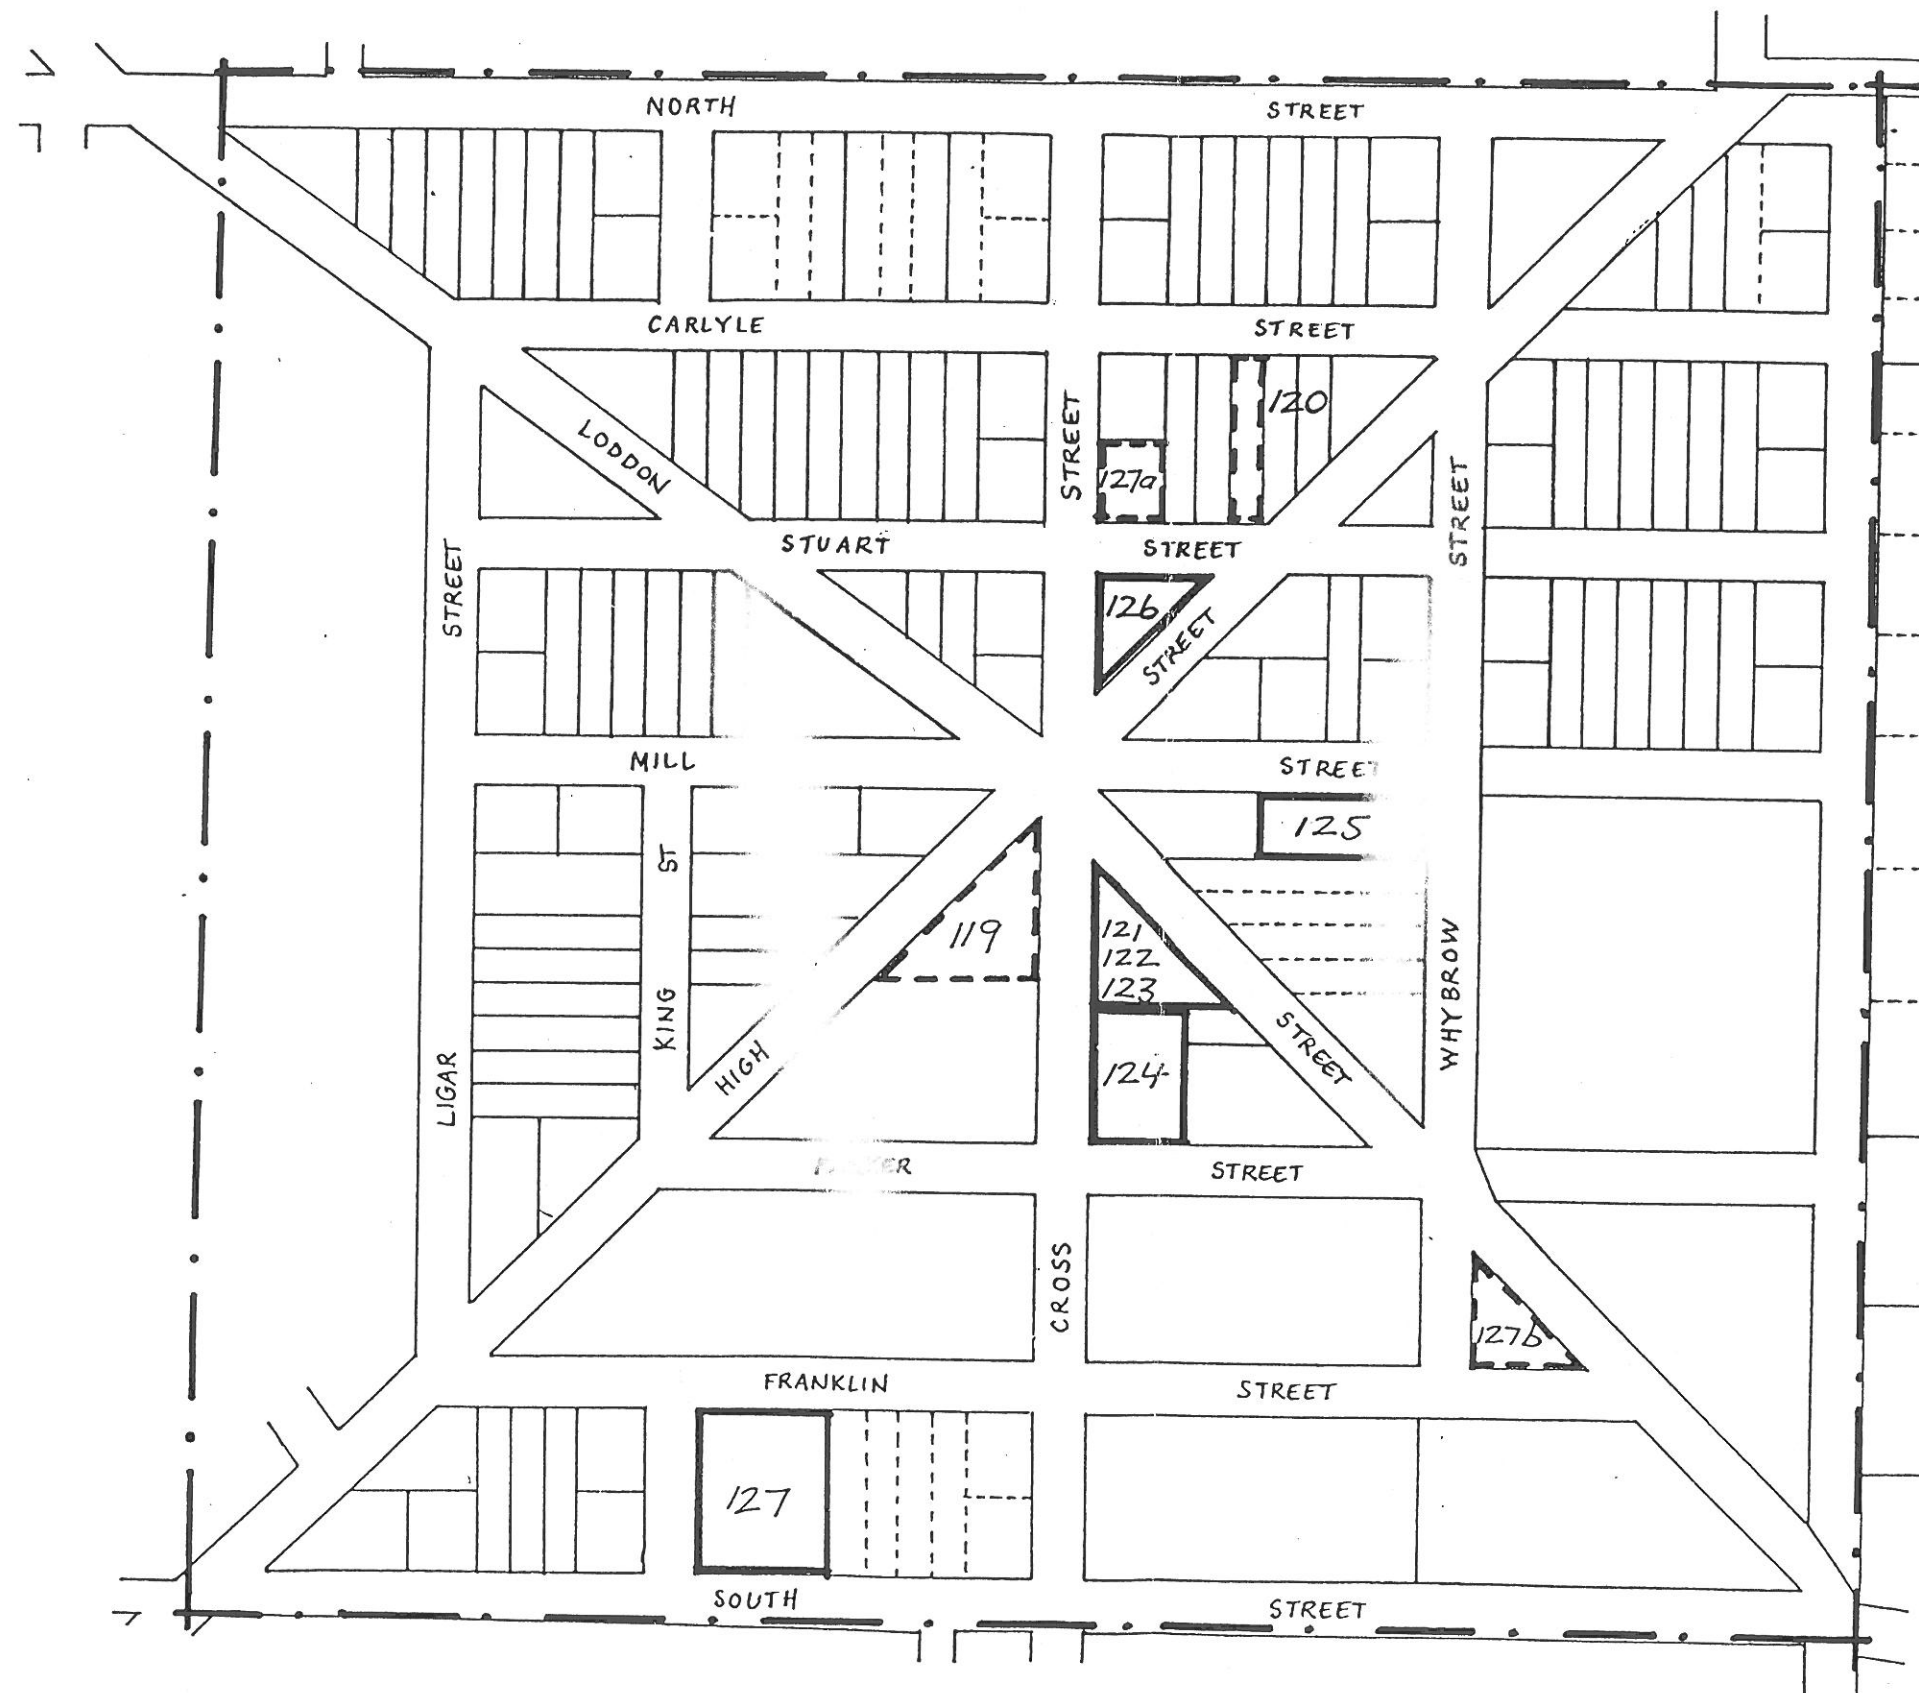 NORTH STREET
CARLYLE STREET
120
STREET
LODDON
127a
STREET
STUART STREET
STREET
126
STREET
MILL STREET
125
KING ST
119
121
122
123
WHYBROW
STREET
HIGH
LIGAR
124
STREET
CROSS
127b
FRANKLIN STREET
127
SOUTH STREET